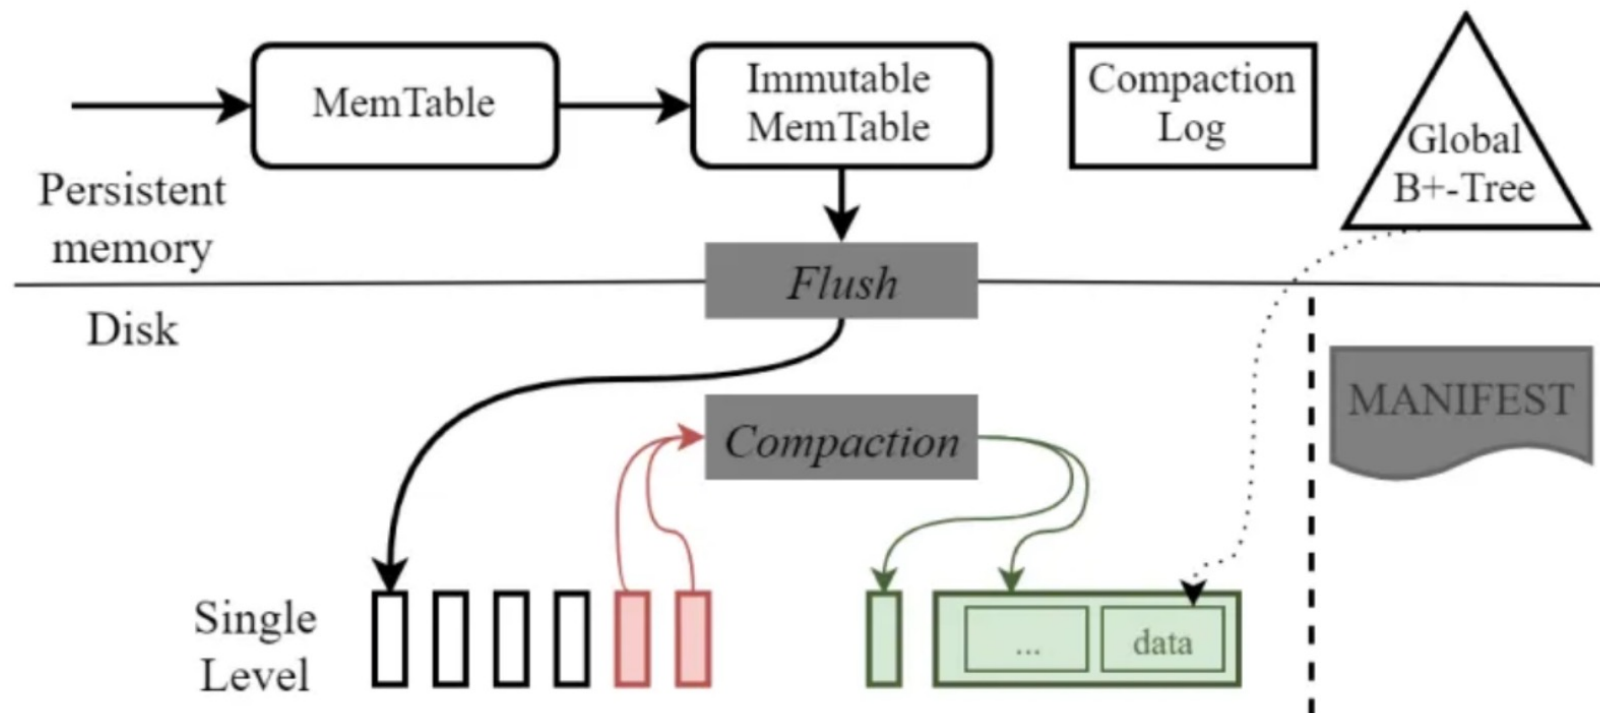 MemTable
Immutable
MemTable
Compaction
Log
Global
B+-Tree
Persistent
memory
Flush
Disk
MANIFEST
Compaction
Single
Level
...
data